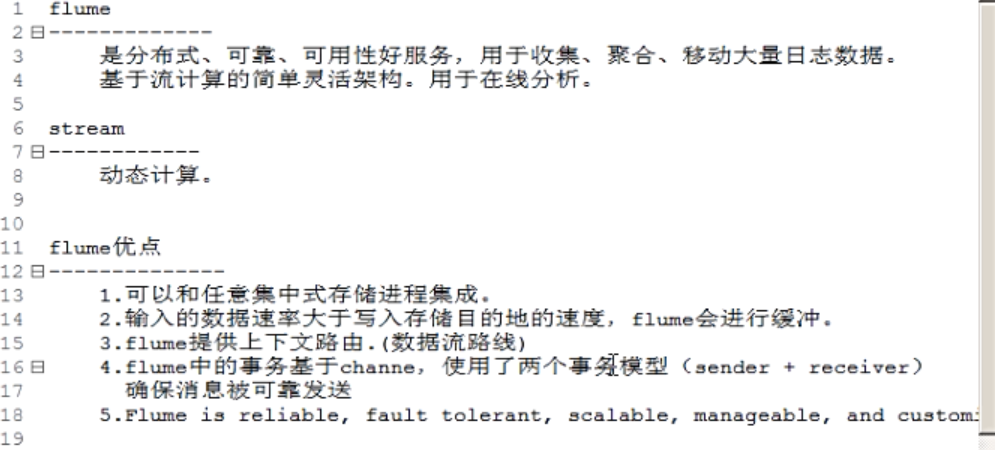 1 flume
2 -------------
3 是分布式、可靠、可用性好服务，用于收集、聚合、移动大量日志数据。
4 基于流计算的简单灵活架构。用于在线分析。
5
6 stream
7 ------------
8 动态计算。
9
10
11 flume优点
12 --------------
13 1.可以和任意集中式存储进程集成。
14 2.输入的数据速率大于写入存储目的地的速度，flume会进行缓冲。
15 3.flume提供上下文路由.(数据流路线)
16 4.flume中的事务基于channe，使用了两个事务模型（sender + receiver）
17 确保消息被可靠发送
18 5.Flume is reliable, fault tolerant, scalable, manageable, and
19